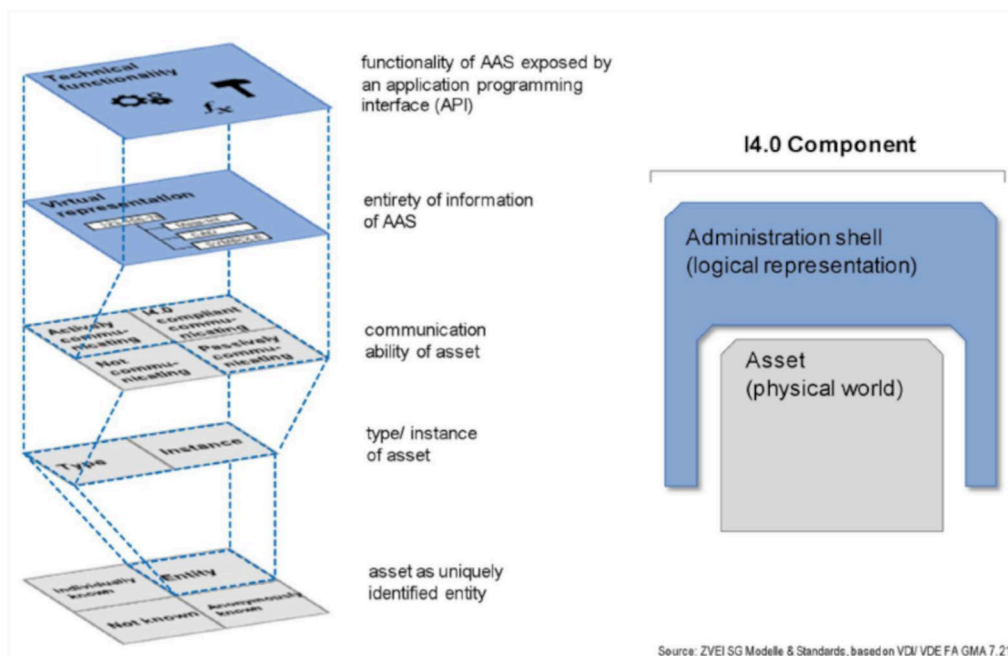 Technical
functionality
fx
functionality of AAS exposed by
an application programming
interface (API)
Virtual
representation
entirety of information
of AAS
Actively
commu-
nicating
I4.0 compliant
commu-
nicating
Not
commu-
nicating
Passively
commu-
nicating
communication
ability of asset
Type
Instance
type/ instance
of asset
Individually
known
Entity
Not known
Anonymously
known
asset as uniquely
identified entity
I4.0 Component
Administration shell
(logical representation)
Asset
(physical world)
Source: ZVEI SG Modelle & Standards, based on VDI/ VDE FA GMA 7.21